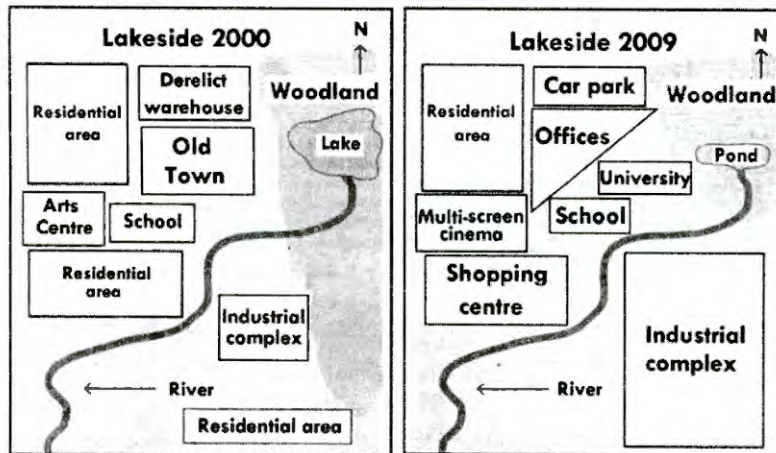 Lakeside 2000
N
Derelict
warehouse
Woodland
Residential
area
Old
Town
Lake
Arts
Centre
School
Residential
area
Industrial
complex
River
Residential area
Lakeside 2009
N
Car park
Woodland
Residential
area
Offices
Pond
University
Multi-screen
cinema
School
Shopping
centre
Industrial
complex
River